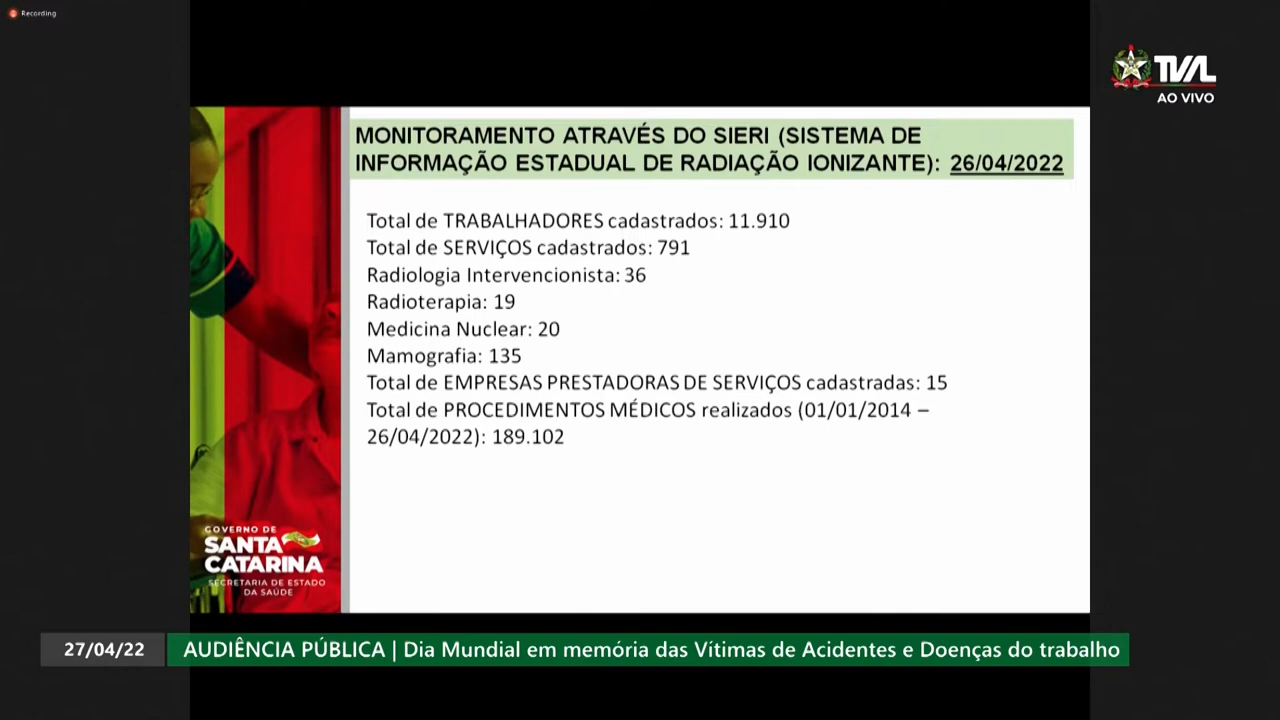 Recording
TVAL
AO VIVO
MONITORAMENTO ATRAVÉS DO SIERI (SISTEMA DE
INFORMAÇÃO ESTADUAL DE RADIAÇÃO IONIZANTE): 26/04/2022
Total de TRABALHADORES cadastrados: 11.910
Total de SERVIÇOS cadastrados: 791
Radiologia Intervencionista: 36
Radioterapia: 19
Medicina Nuclear: 20
Mamografia: 135
Total de EMPRESAS PRESTADORAS DE SERVIÇOS cadastradas: 15
Total de PROCEDIMENTOS MÉDICOS realizados (01/01/2014 –
26/04/2022): 189.102
GOVERNO DE
SANTA
CATARINA
SECRETARIA DE ESTADO
DA SAÚDE
27/04/22
AUDIÊNCIA PÚBLICA | Dia Mundial em memória das Vítimas de Acidentes e Doenças do trabalho